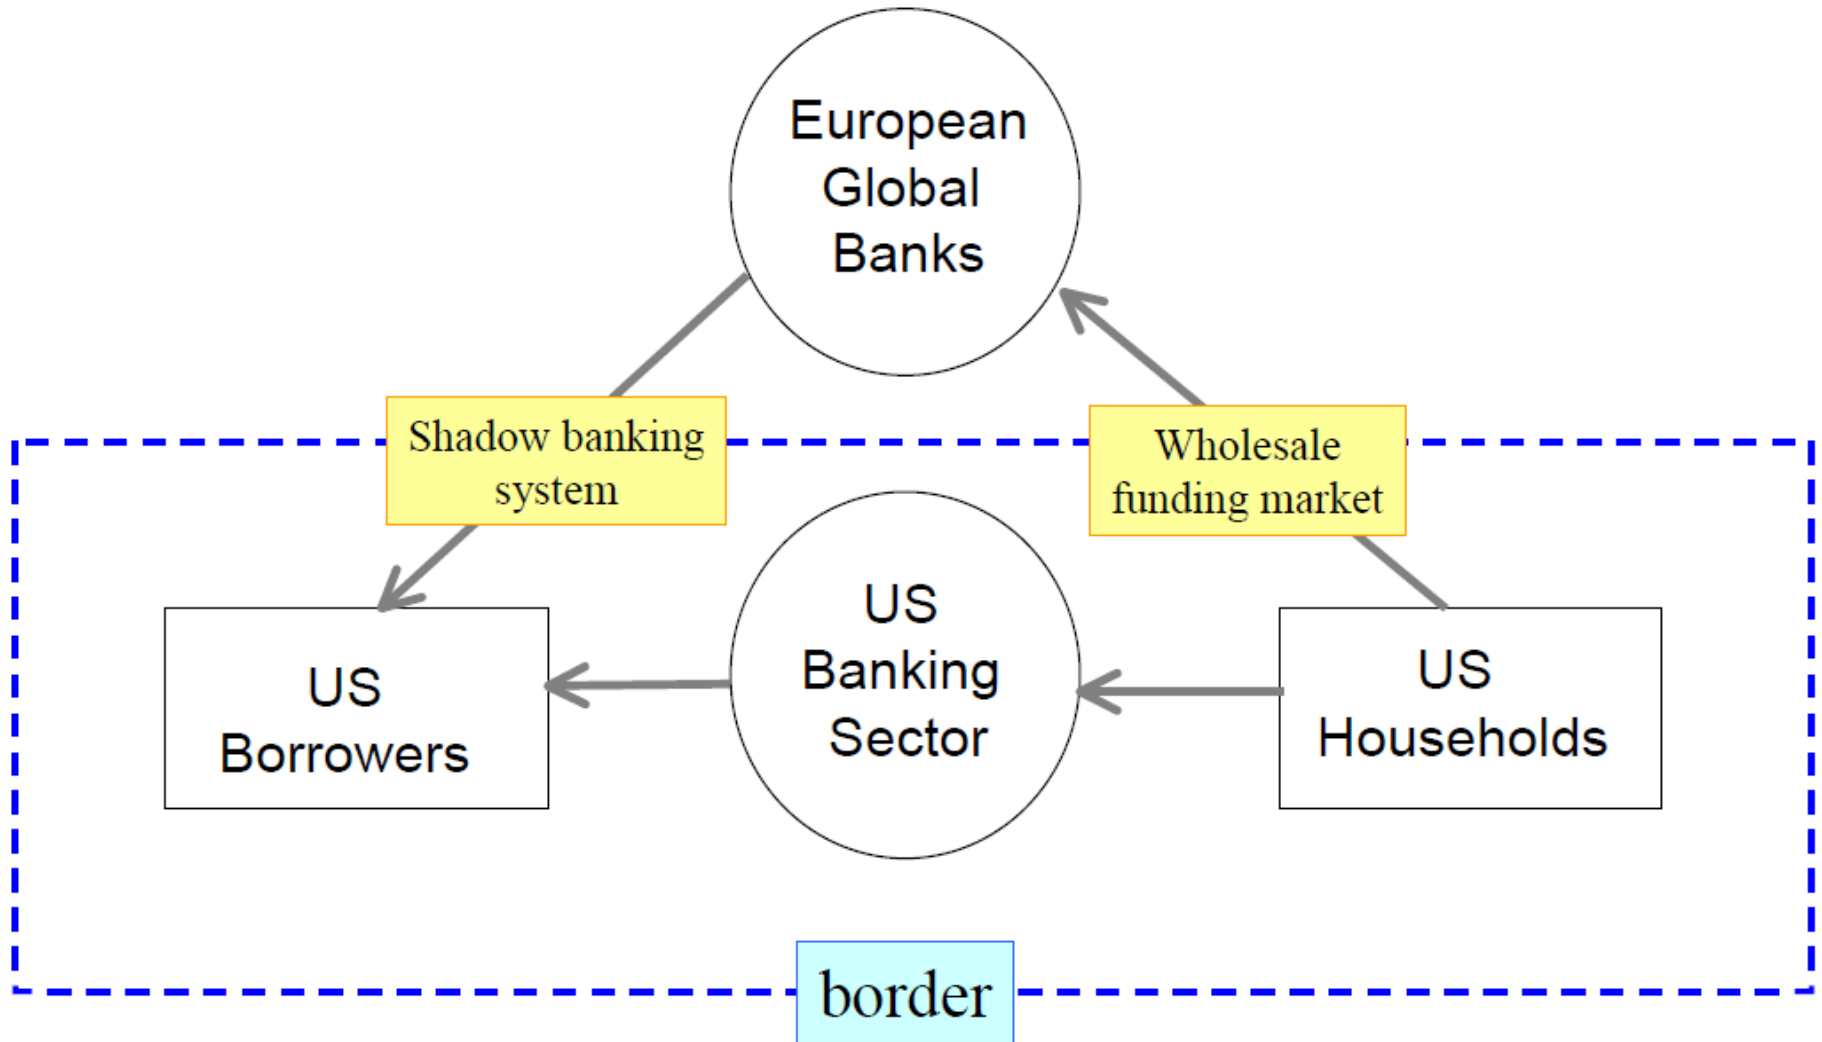 European
Global
Banks
Shadow banking
system
Wholesale
funding market
US
Borrowers
US
Banking
Sector
US
Households
border